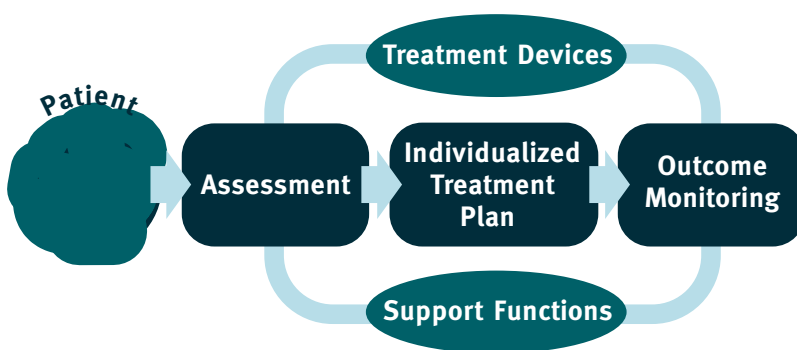 Treatment Devices
Patient
Assessment
Individualized
Treatment
Plan
Outcome
Monitoring
Support Functions